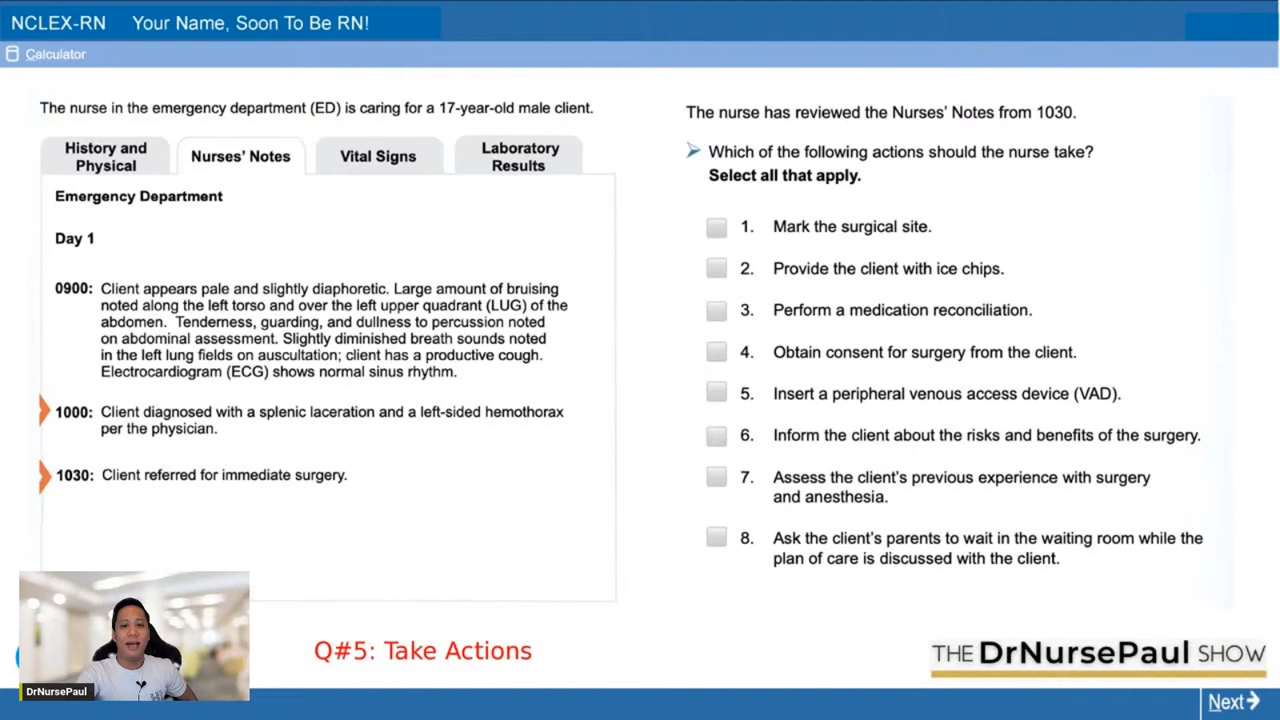 NCLEX-RN Your Name, Soon To Be RN!
Calculator
The nurse in the emergency department (ED) is caring for a 17-year-old male client.
History and
Physical
Nurses' Notes
Vital Signs
Laboratory
Results
Emergency Department
Day 1
0900: Client appears pale and slightly diaphoretic. Large amount of bruising
noted along the left torso and over the left upper quadrant (LUG) of the
abdomen. Tenderness, guarding, and dullness to percussion noted
on abdominal assessment. Slightly diminished breath sounds noted
in the left lung fields on auscultation; client has a productive cough.
Electrocardiogram (ECG) shows normal sinus rhythm.
1000: Client diagnosed with a splenic laceration and a left-sided hemothorax
per the physician.
1030: Client referred for immediate surgery.
The nurse has reviewed the Nurses' Notes from 1030.
Which of the following actions should the nurse take?
Select all that apply.
1. Mark the surgical site.
2. Provide the client with ice chips.
3. Perform a medication reconciliation.
4. Obtain consent for surgery from the client.
5. Insert a peripheral venous access device (VAD).
6. Inform the client about the risks and benefits of the surgery.
7. Assess the client's previous experience with surgery
and anesthesia.
8. Ask the client's parents to wait in the waiting room while the
plan of care is discussed with the client.
DrNursePaul
Q#5: Take Actions
THE DrNursePaul SHOW
Next